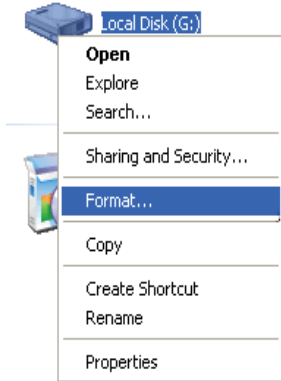 Local Disk (G:)
Open
Explore
Search...
Sharing and Security...
Format...
Copy
Create Shortcut
Rename
Properties